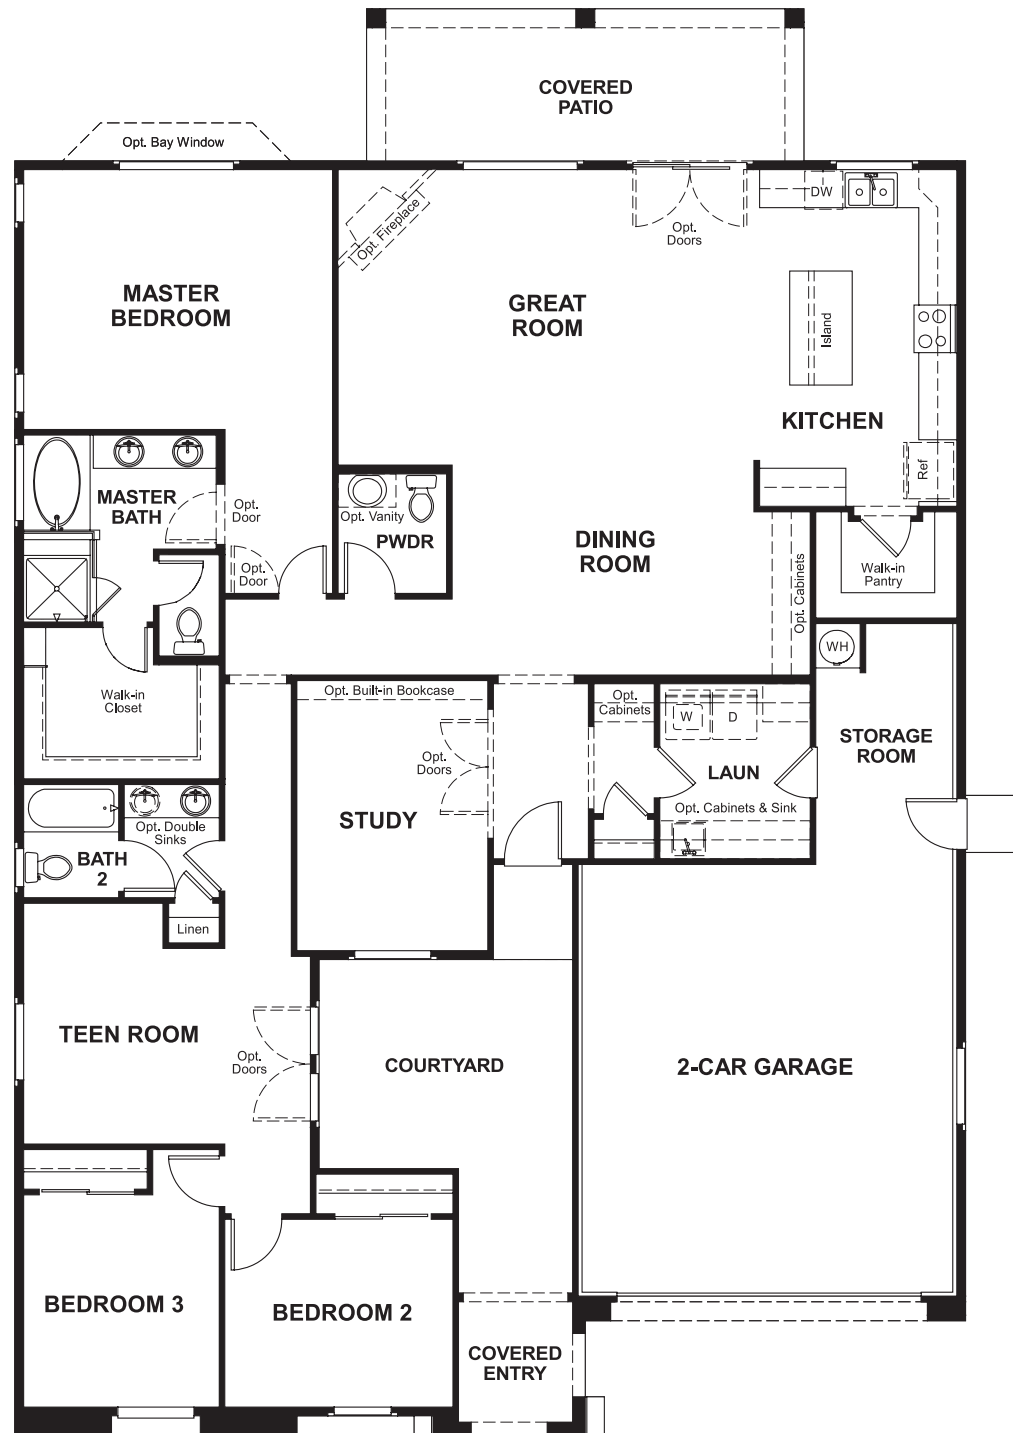 COVERED
PATIO
Opt. Bay Window
DW
Opt. Fireplace
Opt.
Doors
MASTER
BEDROOM
GREAT
ROOM
Island
KITCHEN
Ref
MASTER
BATH
Opt.
Door
Opt. Vanity
PWDR
DINING
ROOM
Opt.
Door
Opt. Cabinets
Walk-in
Pantry
WH
Walk-in
Closet
Opt. Built-in Bookcase
Opt.
Cabinets
W
D
STORAGE
ROOM
Opt.
Doors
LAUN
Opt. Cabinets & Sink
STUDY
Opt. Double
Sinks
BATH
2
Linen
TEEN ROOM
Opt.
Doors
COURTYARD
2-CAR GARAGE
BEDROOM 3
BEDROOM 2
COVERED
ENTRY